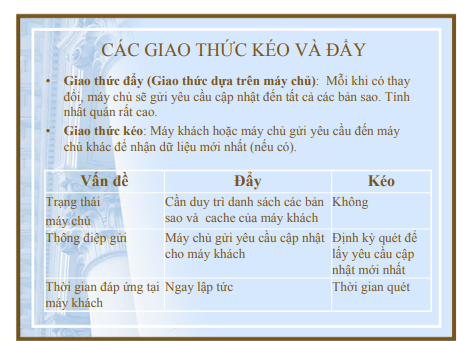 CÁC GIAO THỨC KÉO VÀ ĐẨY
• Giao thức đẩy (Giao thức dựa trên máy chủ): Mỗi khi có thay
đổi, máy chủ sẽ gửi yêu cầu cập nhật đến tất cả các bản sao. Tính
nhất quán rất cao.
• Giao thức kéo: Máy khách hoặc máy chủ gửi yêu cầu đến máy
chủ khác để nhận dữ liệu mới nhất (nếu có).
Vấn đề Đẩy Kéo
Trạng thái Cần duy trì danh sách các bản Không
máy chủ sao và cache của máy khách
Thông điệp gửi Máy chủ gửi yêu cầu cập nhật Định kỳ quét để
cho máy khách lấy yêu cầu cập
nhật mới nhất
Thời gian đáp ứng tại Ngay lập tức Thời gian quét
máy khách